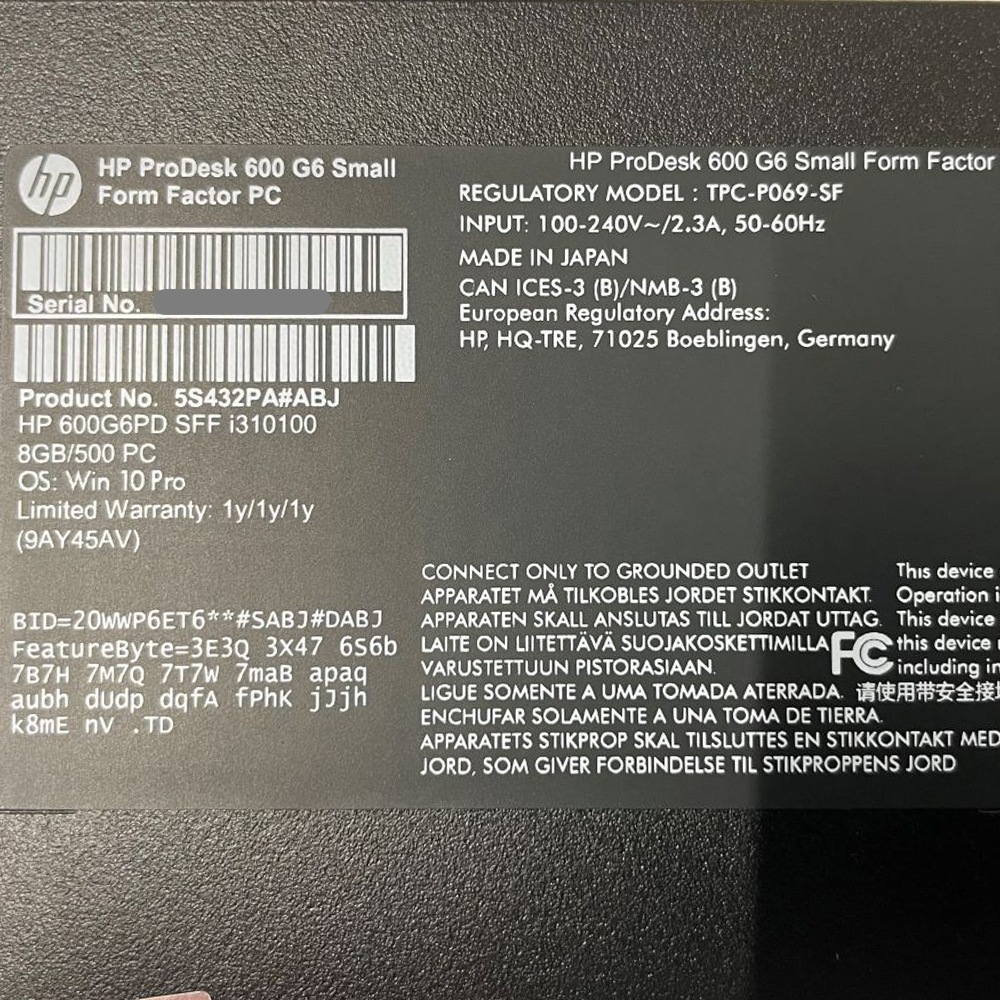 hp
HP ProDesk 600 G6 Small
Form Factor PC
Serial No.
Product No. 5S432PA#ABJ
HP 600G6PD SFF i310100
8GB/500 PC
OS: Win 10 Pro
Limited Warranty: 1y/1y/1y
(9AY45AV)
BID=20WWP6ET6**#SABJ#DABJ
FeatureByte=3E3Q 3X47 6S6b
7B7H 7M7Q 7T7W 7maB apaq
aubh dUdp dqfA fPhK jJjh
k8mE nV .TD
HP ProDesk 600 G6 Small Form Factor
REGULATORY MODEL : TPC-P069-SF
INPUT: 100-240V~/2.3A, 50-60Hz
MADE IN JAPAN
CAN ICES-3 (B)/NMB-3 (B)
European Regulatory Address:
HP, HQ-TRE, 71025 Boeblingen, Germany
CONNECT ONLY TO GROUNDED OUTLET
APPARATET MÅ TILKOBLES JORDET STIKKONTAKT.
APPARATEN SKALL ANSLUTAS TILL JORDAT UTTAG.
LAITE ON LIITETTÄVÄ SUOJAKOSKETTIMILLA
VARUSTETTUUN PISTORASIAAN.
LIGUE SOMENTE A UMA TOMADA ATERRADA. 请使用带安全接
ENCHUFAR SOLAMENTE A UNA TOMA DE TIERRA.
APPARATETS STIKPROP SKAL TILSLUTTES EN STIKKONTAKT MED
JORD, SOM GIVER FORBINDELSE TIL STIKPROPPENS JORD
FC
This device
Operation i
This device
this device
including in